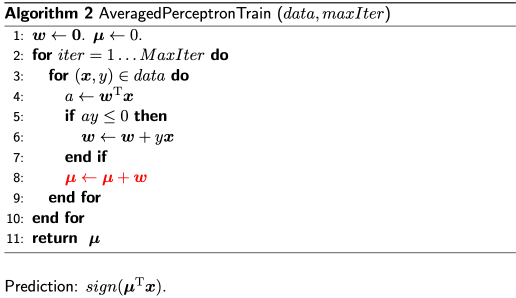 Algorithm 2 AveragedPerceptronTrain (data, maxIter)
1: w ← 0. μ ← 0.
2: for iter = 1 … MaxIter do
3: for (x, y) ∈ data do
4: a ← wᵀx
5: if ay ≤ 0 then
6: w ← w + yx
7: end if
8: μ ← μ + w
9: end for
10: end for
11: return μ
Prediction: sign(μᵀx).